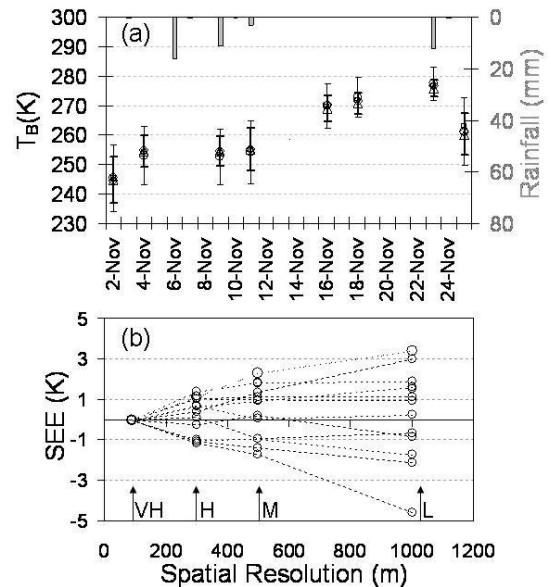 300
290
280
270
260
250
240
230
T_B(K)
(a)
0
20
40
60
80
Rainfall (mm)
2-Nov
4-Nov
6-Nov
8-Nov
10-Nov
12-Nov
14-Nov
16-Nov
18-Nov
20-Nov
22-Nov
24-Nov
5
3
1
-1
-3
-5
SEE (K)
(b)
VH
H
M
L
0 200 400 600 800 1000 1200
Spatial Resolution (m)